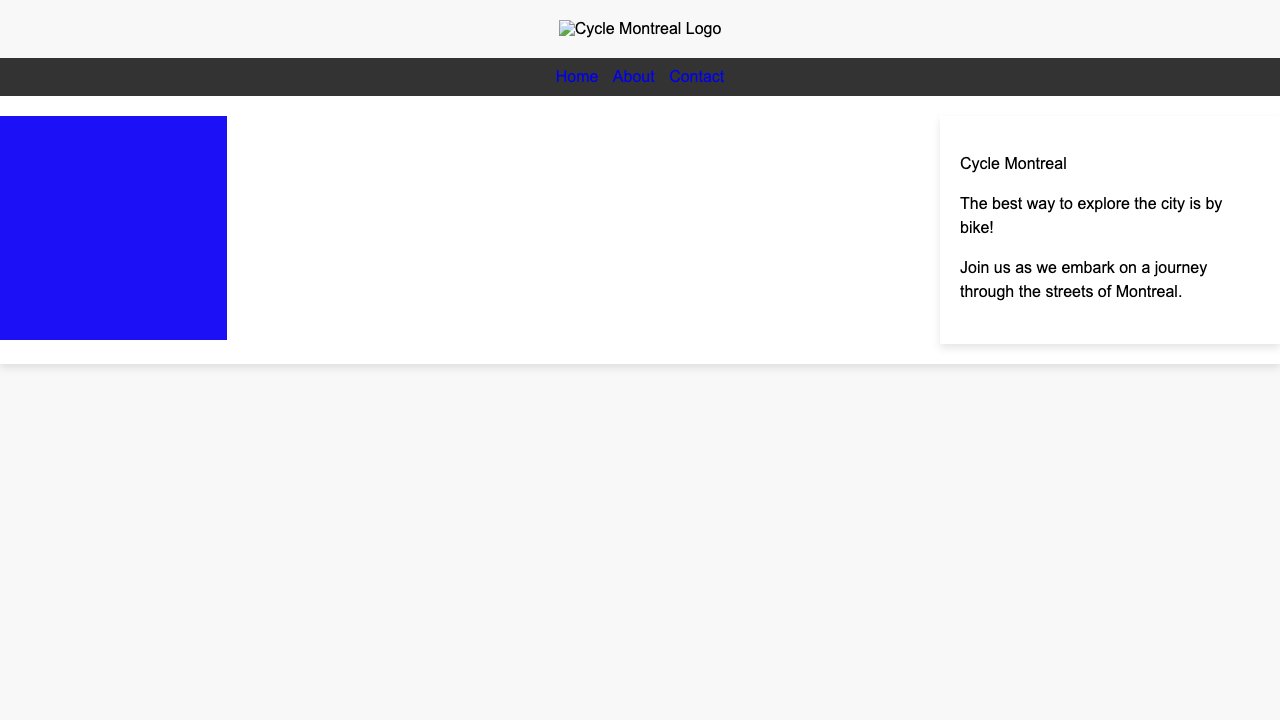 Cycle Montreal Logo
Home About Contact
Cycle Montreal
The best way to explore the city is by
bike!
Join us as we embark on a journey
through the streets of Montreal.